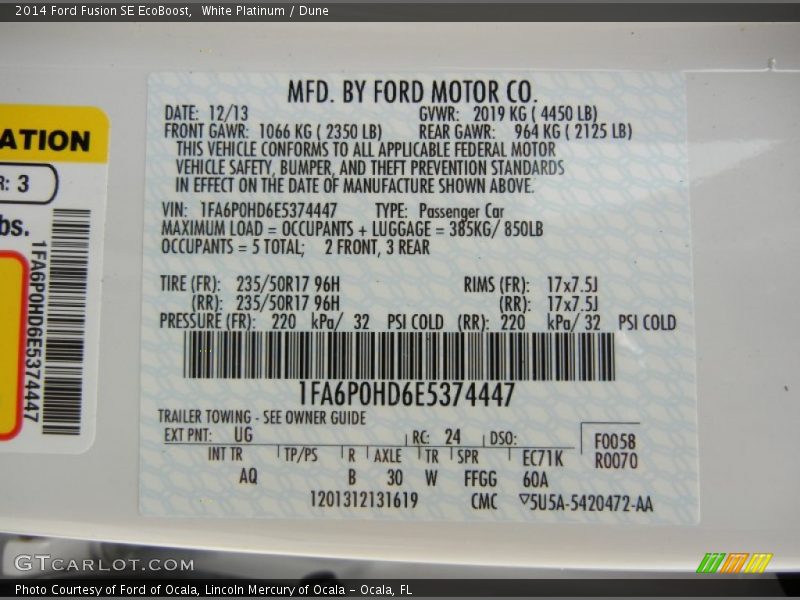 2014 Ford Fusion SE EcoBoost, White Platinum / Dune
MFD. BY FORD MOTOR CO.
DATE: 12/13 GVWR: 2019 KG ( 4450 LB)
FRONT GAWR: 1066 KG ( 2350 LB) REAR GAWR: 964 KG ( 2125 LB)
THIS VEHICLE CONFORMS TO ALL APPLICABLE FEDERAL MOTOR
VEHICLE SAFETY, BUMPER, AND THEFT PREVENTION STANDARDS
IN EFFECT ON THE DATE OF MANUFACTURE SHOWN ABOVE.
VIN: 1FA6P0HD6E5374447 TYPE: Passenger Car
MAXIMUM LOAD = OCCUPANTS + LUGGAGE = 385KG/ 850LB
OCCUPANTS = 5 TOTAL; 2 FRONT, 3 REAR
TIRE (FR): 235/50R17 96H RIMS (FR): 17x7.5J
(RR): 235/50R17 96H (RR): 17x7.5J
PRESSURE (FR): 220 kPa/ 32 PSI COLD (RR): 220 kPa/ 32 PSI COLD
1FA6P0HD6E5374447
TRAILER TOWING - SEE OWNER GUIDE
EXT PNT: UG RC: 24 DSO: F0058
INT TR TP/PS R AXLE TR SPR EC71K R0070
AQ B 30 W FFGG 60A
1201312131619 CMC ▽5U5A-5420472-AA
ATION
R: 3
bs.
1FA6P0HD6E5374447
GTCARLOT.COM
Photo Courtesy of Ford of Ocala, Lincoln Mercury of Ocala – Ocala, FL